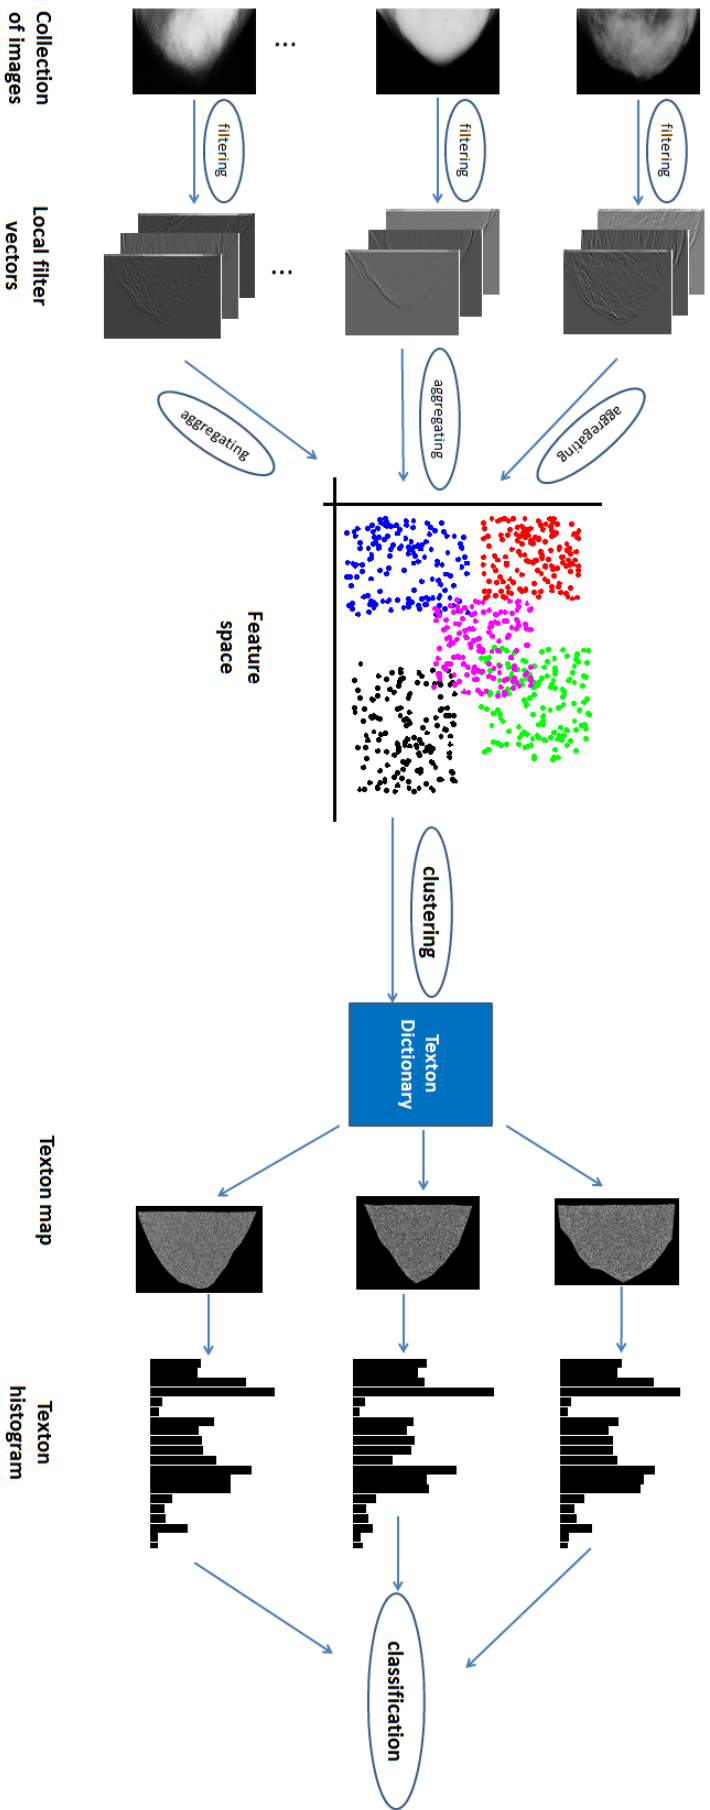 Collection
of images
...
filtering
filtering
filtering
Local filter
vectors
...
aggregating
aggregating
aggregating
Feature
space
clustering
Texton
Dictionary
Texton map
Texton
histogram
classification